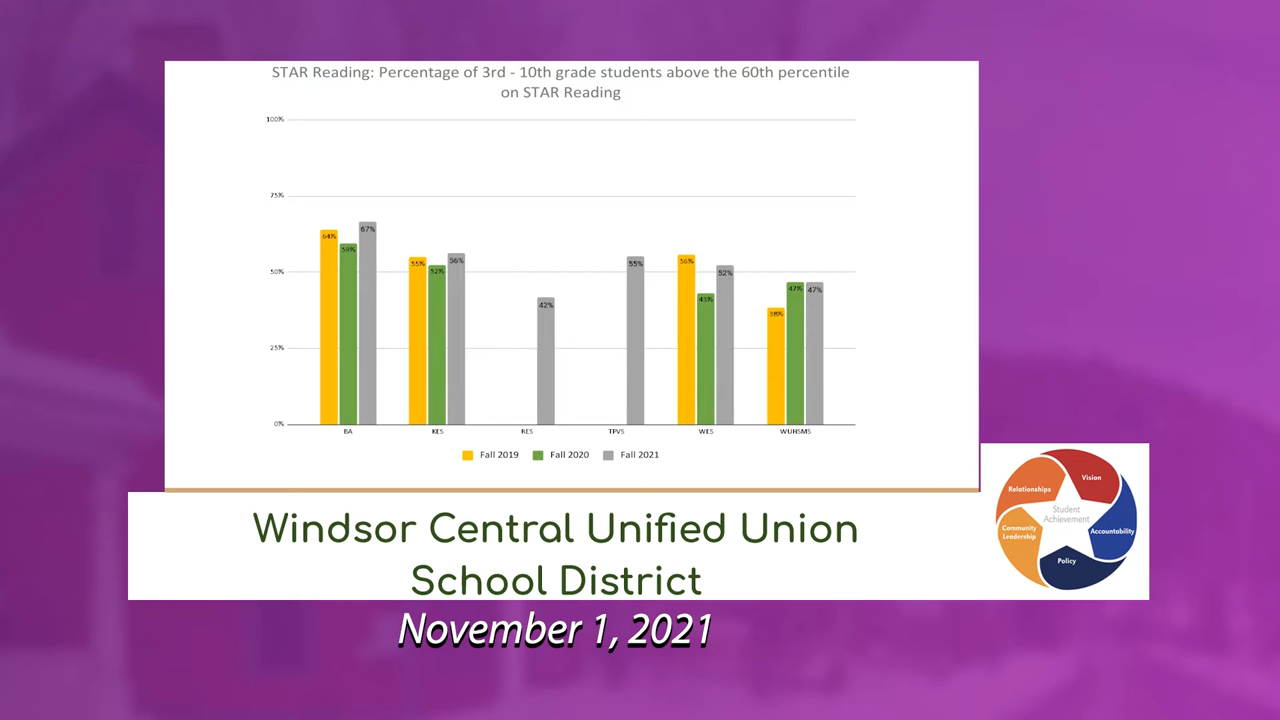 STAR Reading: Percentage of 3rd - 10th grade students above the 60th percentile
on STAR Reading
100%
75%
50%
25%
0%
64%
59%
67%
55%
52%
56%
42%
55%
56%
43%
52%
38%
47%
47%
BA
KES
RES
TPVS
WES
WUHSMS
Fall 2019
Fall 2020
Fall 2021
Windsor Central Unified Union
School District
November 1, 2021
Relationships
Vision
Student
Achievement
Community
Leadership
Accountability
Policy